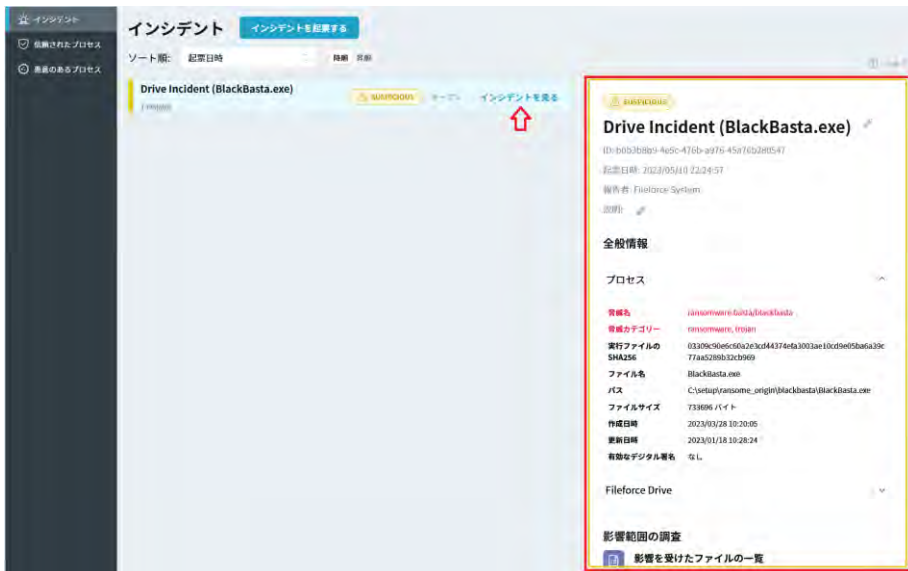 インシデント
信頼されたプロセス
悪意のあるプロセス
インシデント
インシデントを起票する
ソート順:
起票日時
降順 昇順
Drive Incident (BlackBasta.exe)
SUSPICIOUS
オープン
インシデントを見る
SUSPICIOUS
Drive Incident (BlackBasta.exe)
起票日時: 2023/05/10 22:24:57
報告者: Fileforce System
説明:
全般情報
プロセス
脅威名
ransomware.basta/blackbasta
脅威カテゴリー
ransomware, trojan
実行ファイルの
SHA256
ファイル名
BlackBasta.exe
パス
C:\setup\ransome_origin\blackbasta\BlackBasta.exe
ファイルサイズ
733696 バイト
作成日時
2023/03/28 10:20:05
更新日時
2023/01/18 10:28:24
有効なデジタル署名
なし
Fileforce Drive
影響範囲の調査
影響を受けたファイルの一覧